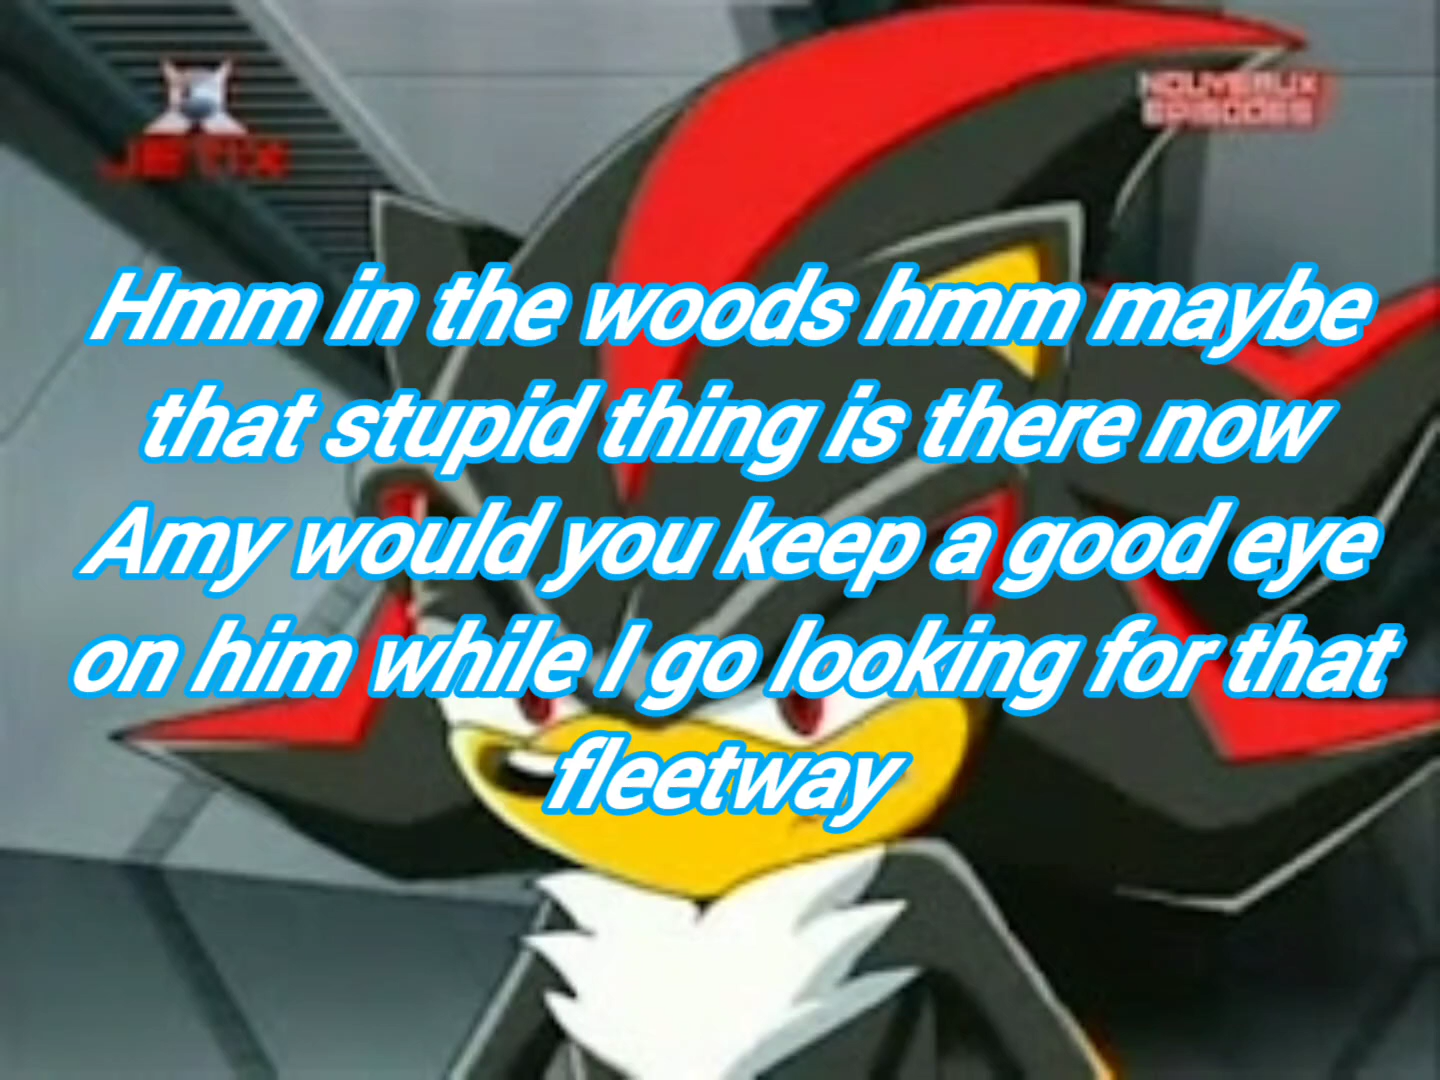 JETIX
NOUVEAUX
EPISODES
Hmm in the woods hmm maybe
that stupid thing is there now
Amy would you keep a good eye
on him while I go looking for that
fleetway